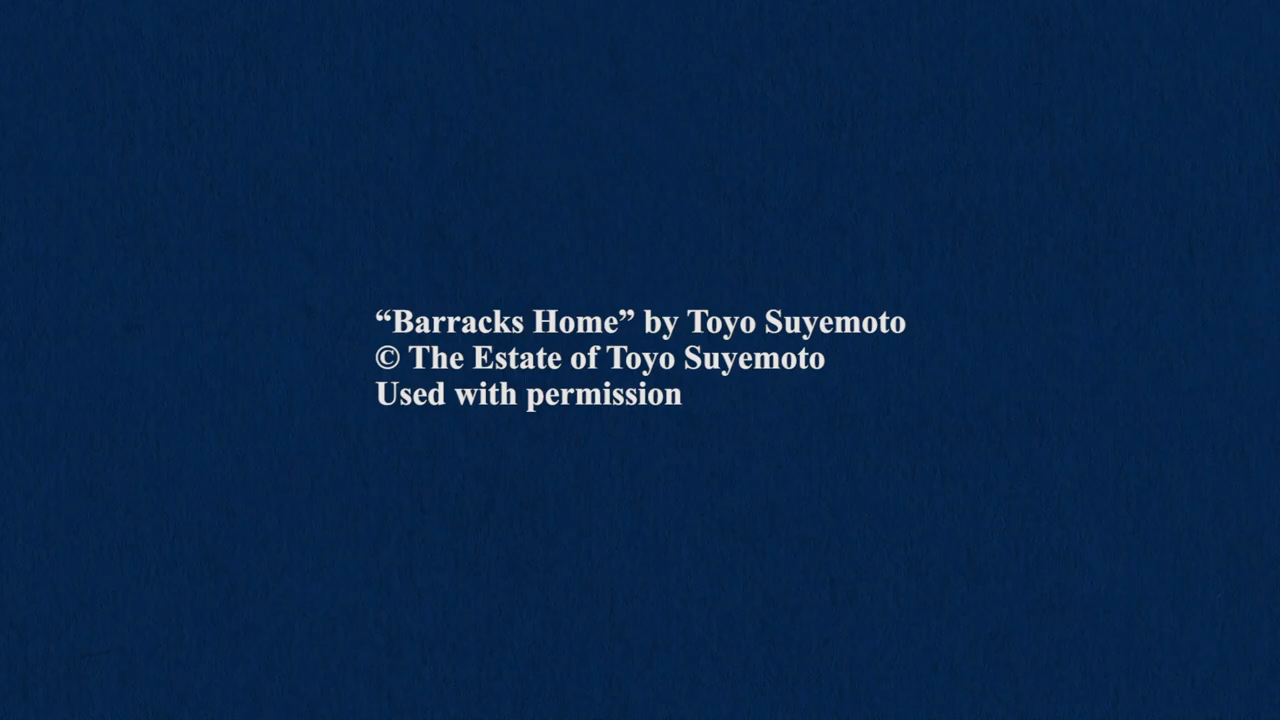 “Barracks Home” by Toyo Suyemoto
© The Estate of Toyo Suyemoto
Used with permission